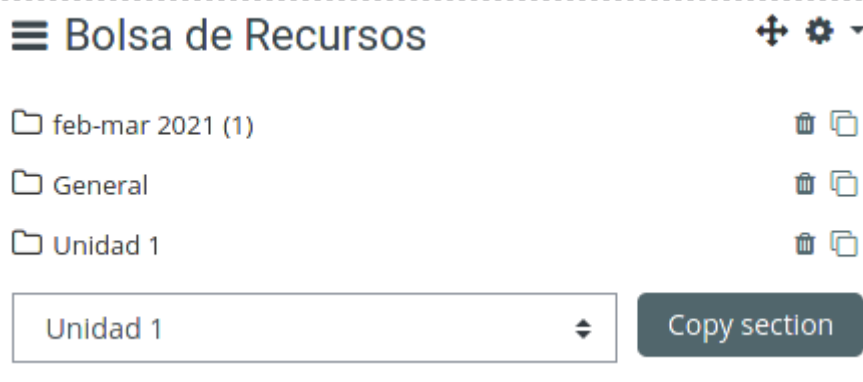 Bolsa de Recursos
feb-mar 2021 (1)
General
Unidad 1
Unidad 1
Copy section